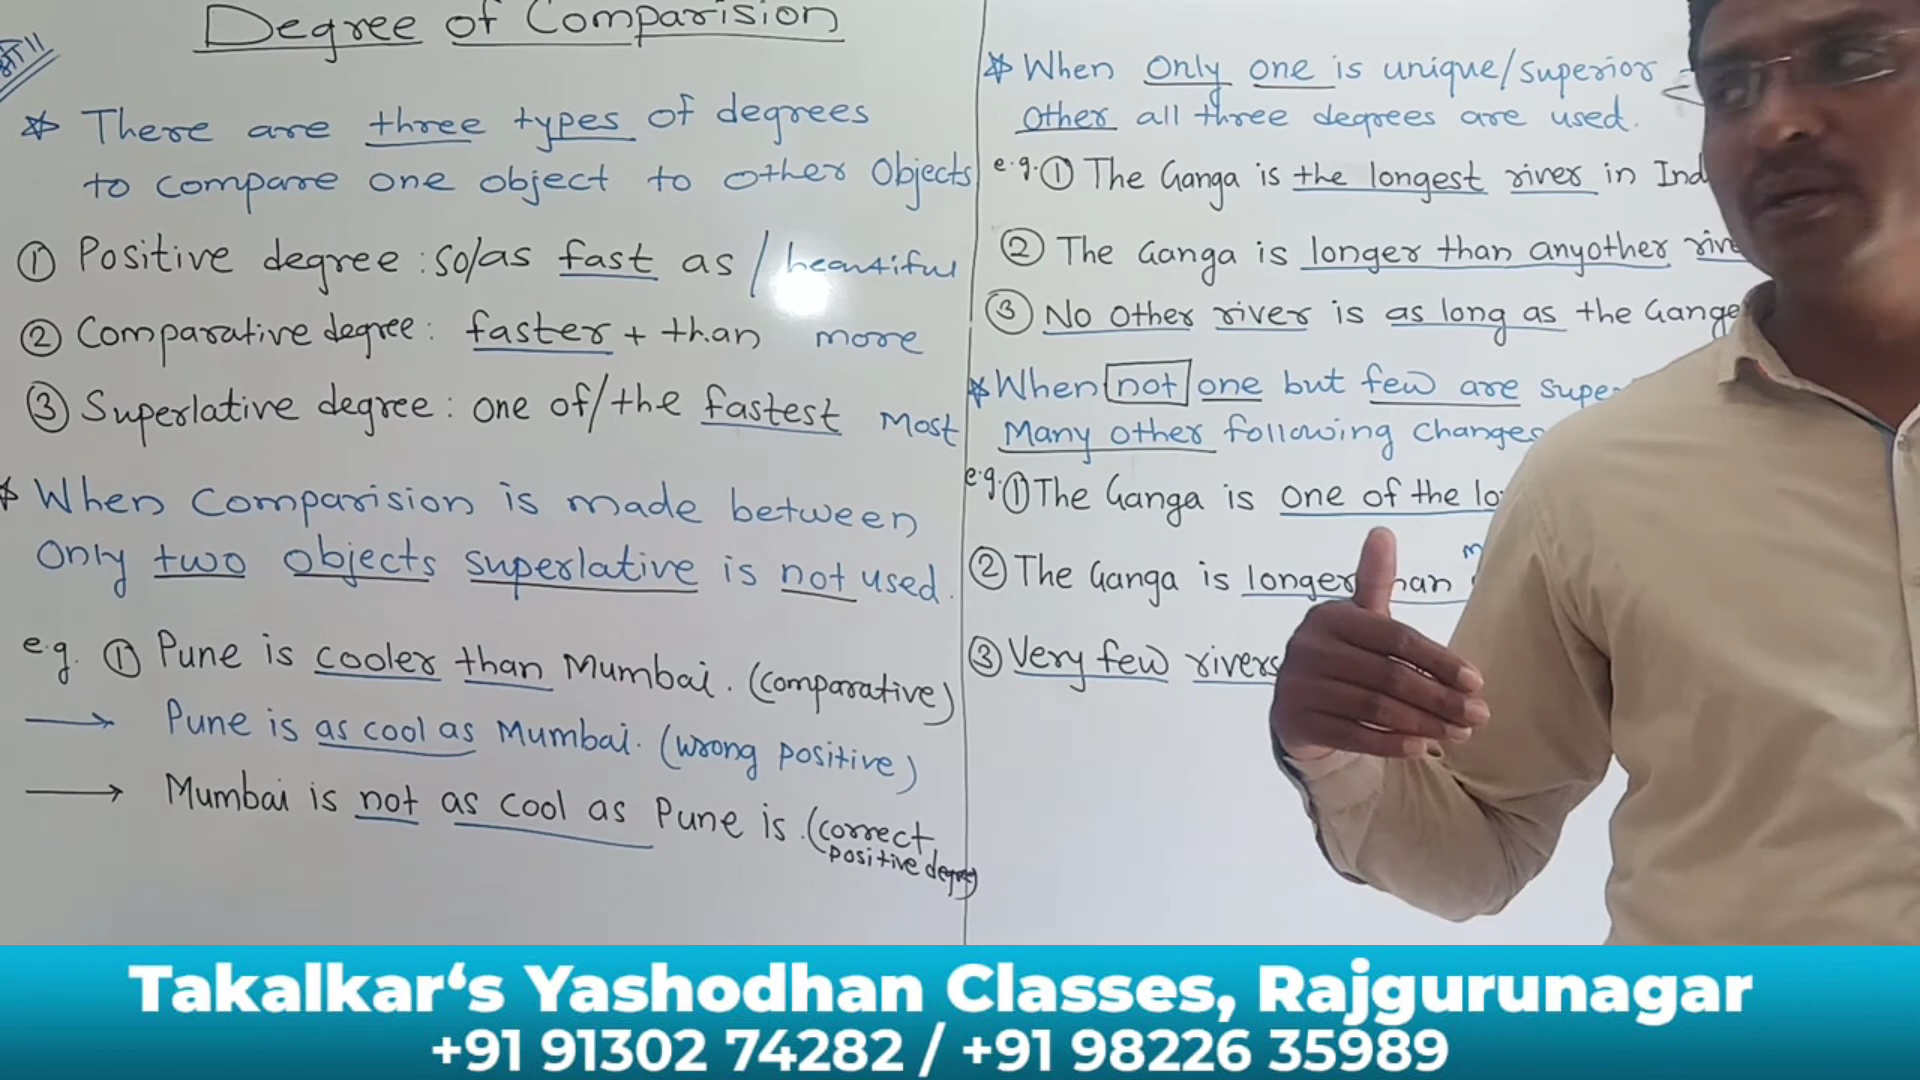 Degree of Comparision
* There are three types of degrees
to compare one object to other Objects
① Positive degree : so/as fast as / beautiful
② Comparative degree : faster + than more
③ Superlative degree : one of/the fastest Most
* When Comparision is made between
Only two objects superlative is not used.
e.g. ① Pune is cooler than Mumbai. (comparative)
→ Pune is as cool as Mumbai. (wrong positive)
→ Mumbai is not as cool as Pune is. (correct
positive degree)
* When only one is unique/superior
other all three degrees are used.
e.g. ① The Ganga is the longest river in Ind
② The Ganga is longer than anyother rive
③ No other river is as long as the Gange
* When not one but few are supe
Many other following changes
e.g. ① The Ganga is one of the lo
② The Ganga is longer than
③ Very few rivers
Takalkar‘s Yashodhan Classes, Rajgurunagar
+91 91302 74282 / +91 98226 35989